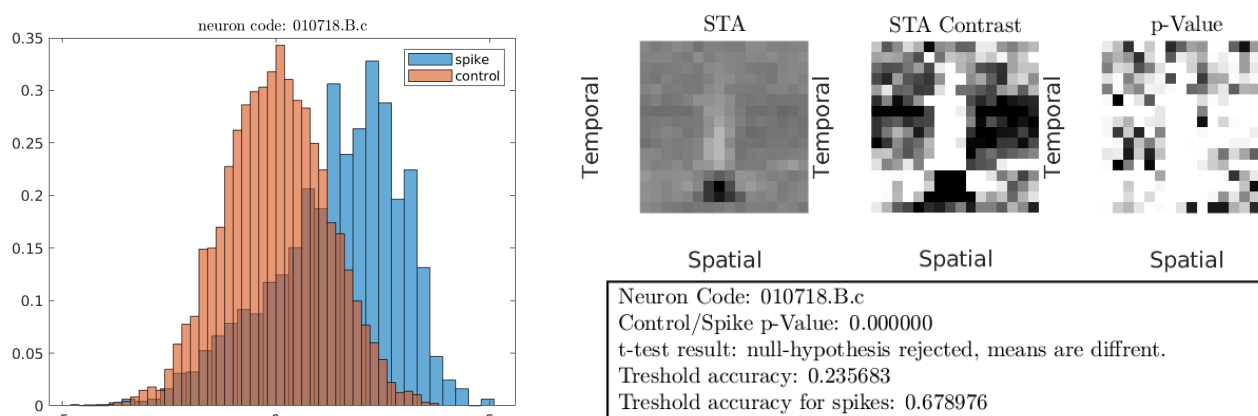 neuron code: 010718.B.c
0.35
0.3
0.25
0.2
0.15
0.1
0.05
0
spike
control
STA
STA Contrast
p-Value
Temporal
Temporal
Temporal
Spatial
Spatial
Spatial
Neuron Code: 010718.B.c
Control/Spike p-Value: 0.000000
t-test result: null-hypothesis rejected, means are diffrent.
Treshold accuracy: 0.235683
Treshold accuracy for spikes: 0.678976